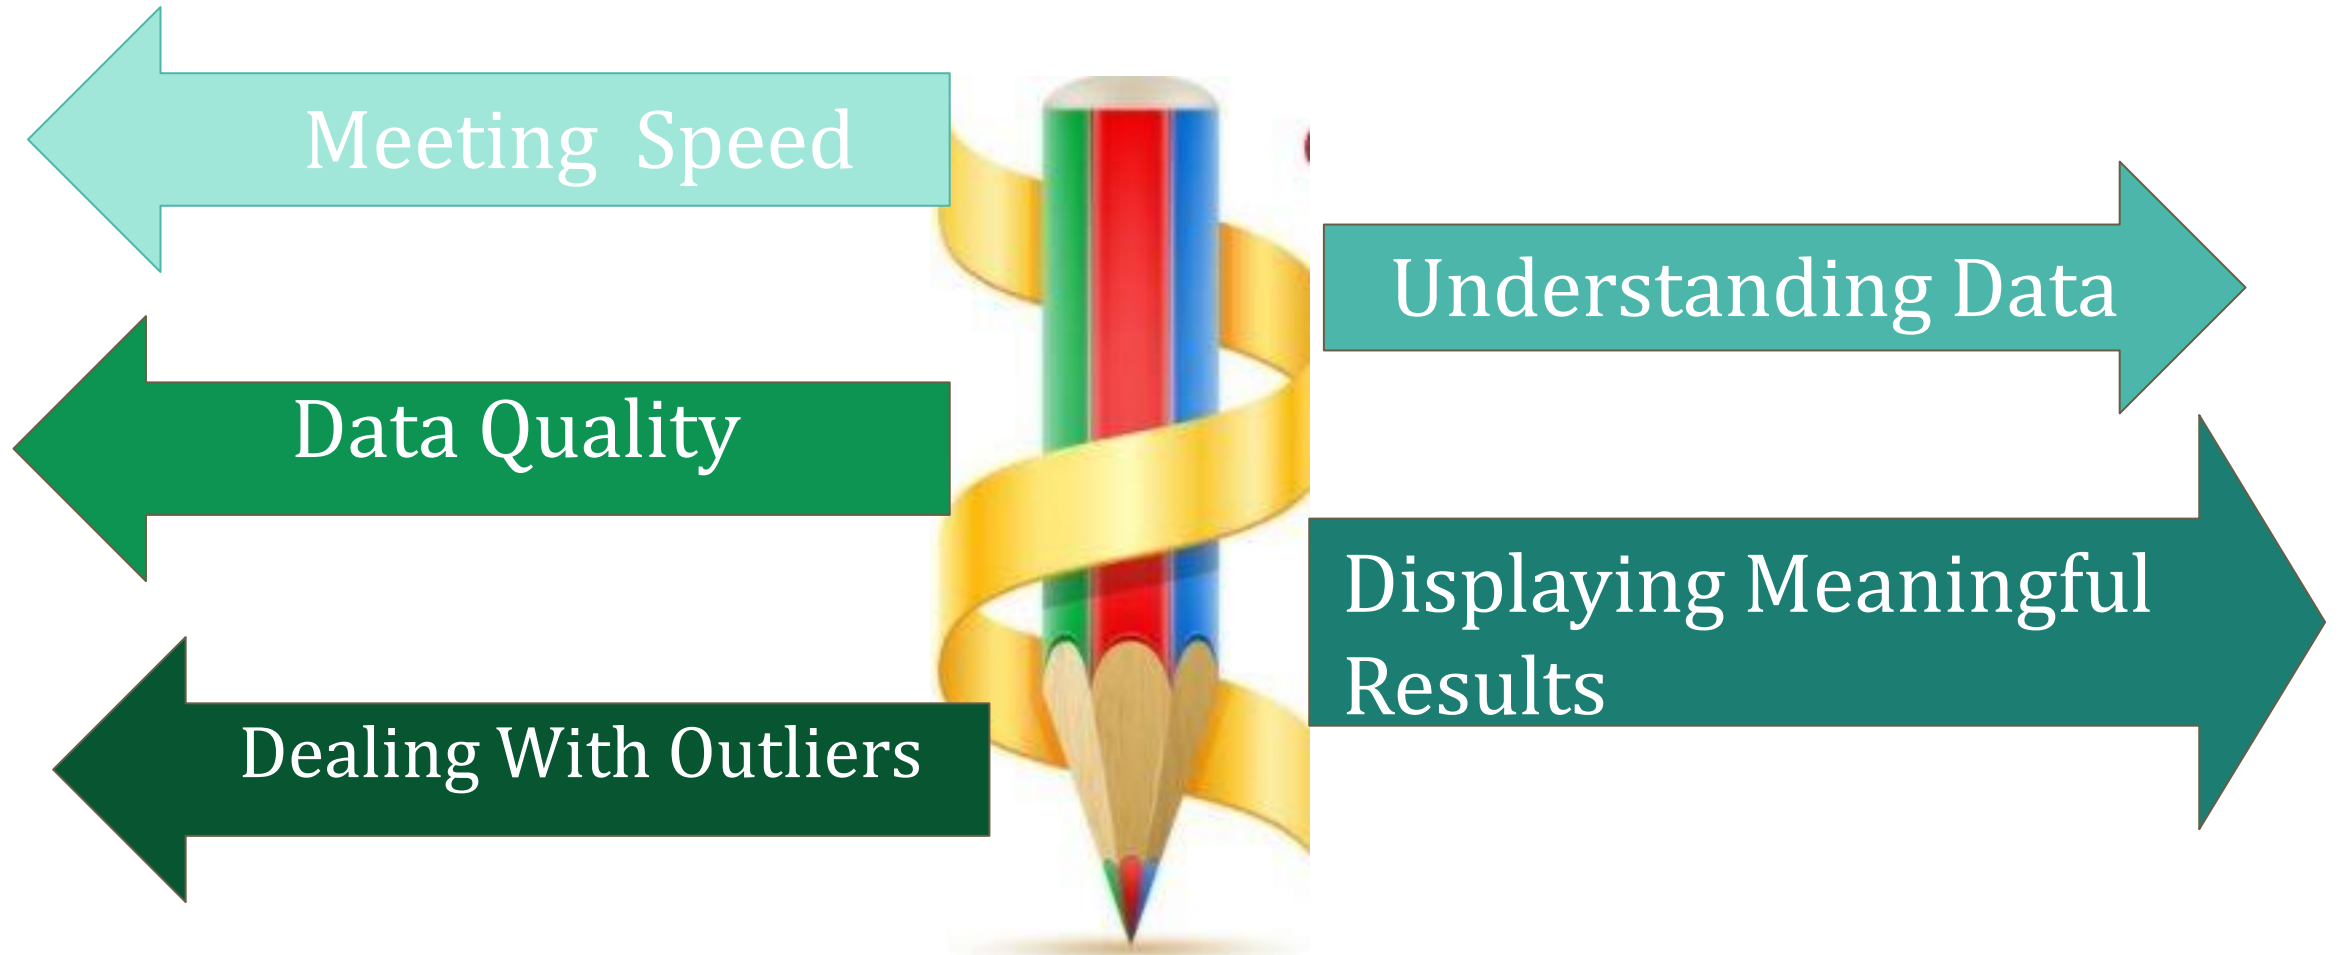 Meeting  Speed
Understanding Data
Data Quality
Displaying Meaningful
Results
Dealing With Outliers